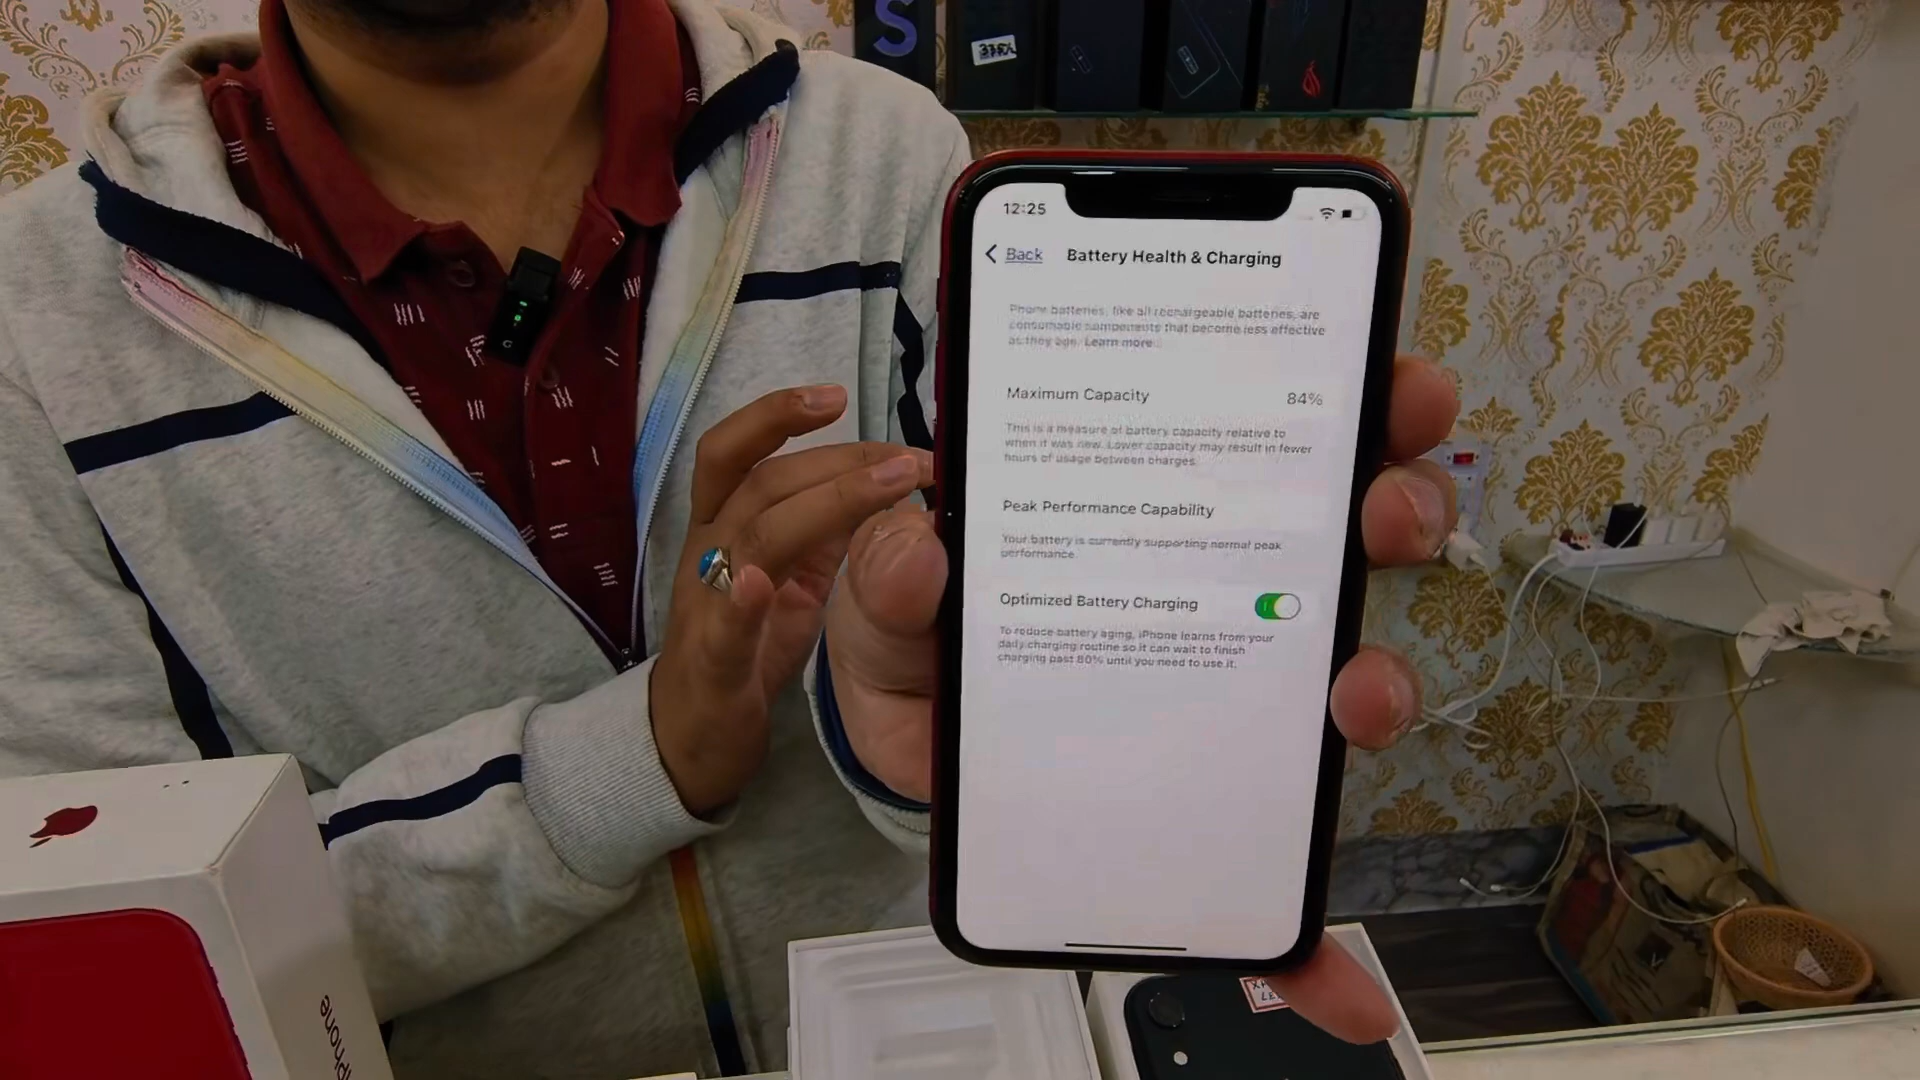 S
12:25
Back
Battery Health & Charging
Phone batteries, like all rechargeable batteries, are
consumable components that become less effective
as they age. Learn more...
Maximum Capacity 84%
This is a measure of battery capacity relative to
when it was new. Lower capacity may result in fewer
hours of usage between charges.
Peak Performance Capability
Your battery is currently supporting normal peak
performance.
Optimized Battery Charging
To reduce battery aging, iPhone learns from your
daily charging routine so it can wait to finish
charging past 80% until you need to use it.
iPhone